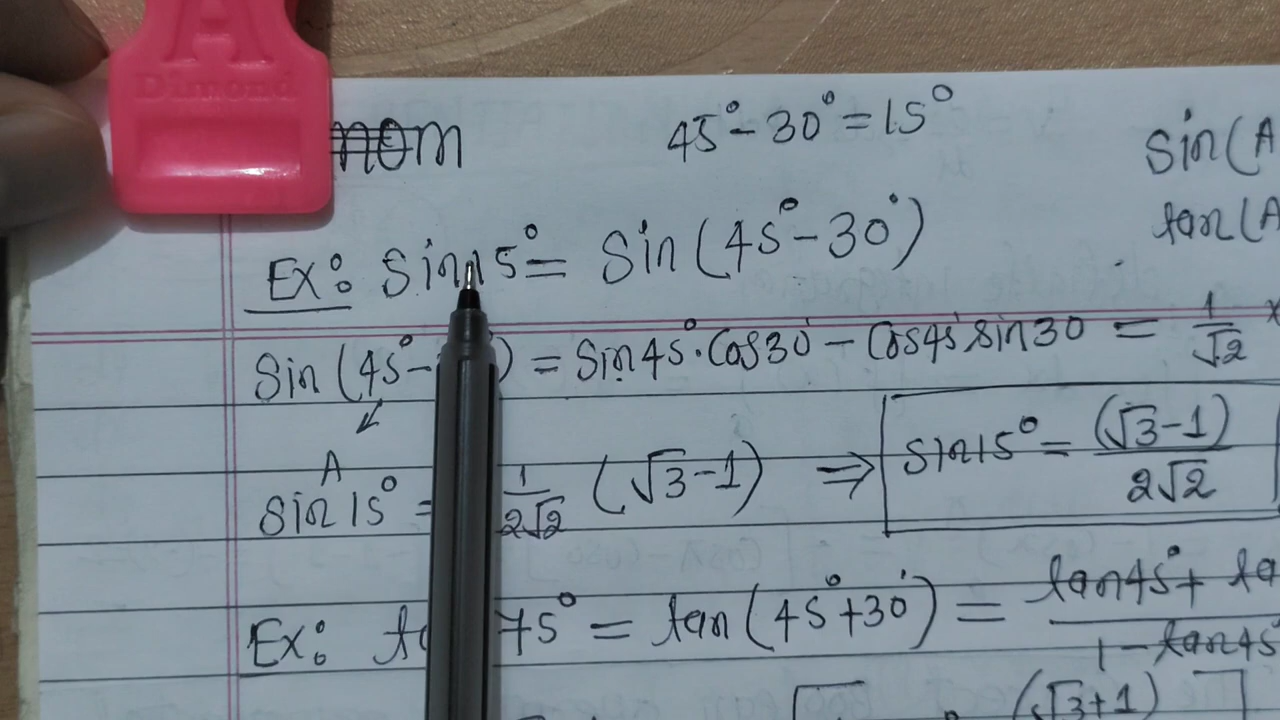 A
Dimond
45° - 30° = 15°
sin(A
tan(A
Ex: Sin15° = Sin(45° - 30°)
Sin(45° - ) = Sin45°.Cos30 - Cos45 sin30 = 1/√2 x
A
sin15° = 1/2√2 (√3-1) ⇒ sin15° = (√3-1)/2√2
Ex: 75° = tan(45°+30°) = tan45°+ ta / 1-tan45°
(√3+1)